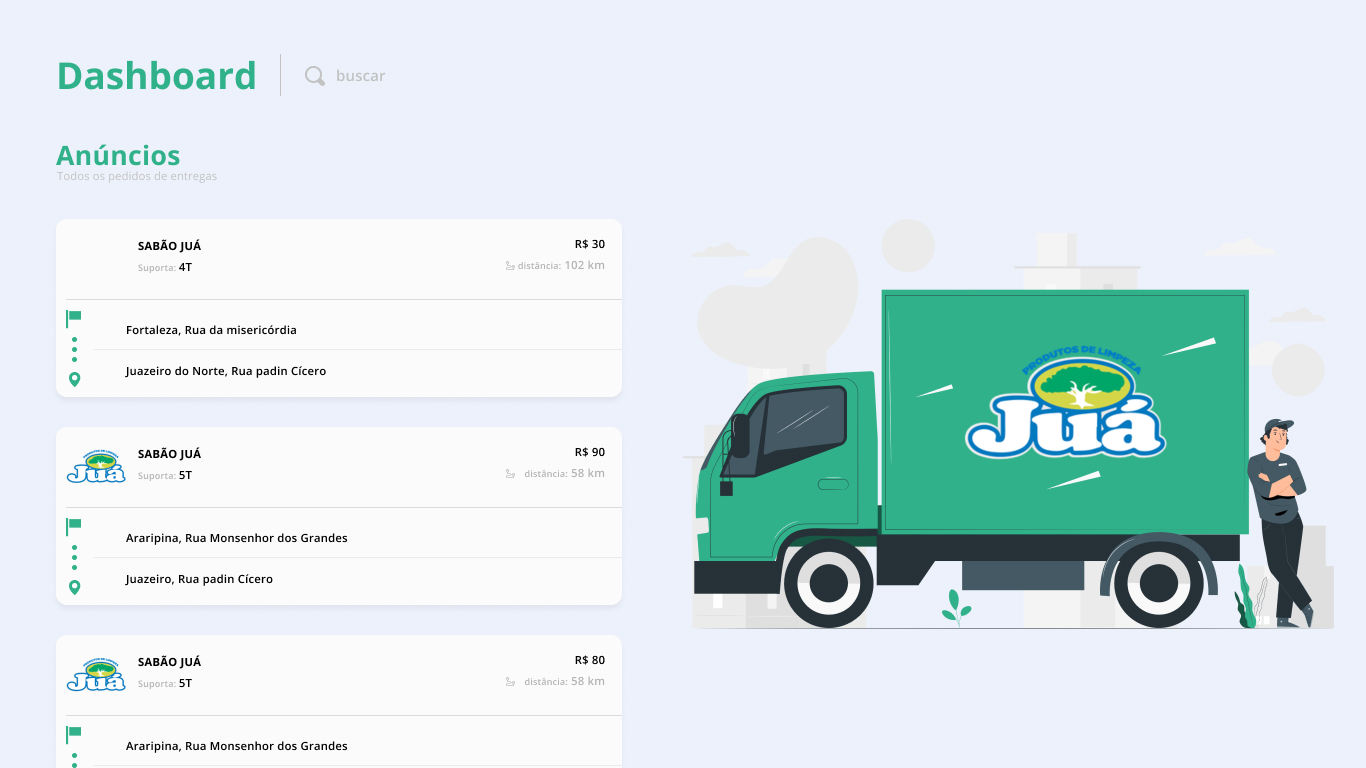 Dashboard
buscar
Anúncios
Todos os pedidos de entregas
SABÃO JUÁ
R$ 30
Suporta: 4T
distância: 102 km
Fortaleza, Rua da misericórdia
Juazeiro do Norte, Rua padin Cícero
PRODUTOS DE LIMPEZA
Juá
SABÃO JUÁ
R$ 90
Suporta: 5T
distância: 58 km
Araripina, Rua Monsenhor dos Grandes
Juazeiro, Rua padin Cícero
PRODUTOS DE LIMPEZA
Juá
SABÃO JUÁ
R$ 80
Suporta: 5T
distância: 58 km
Araripina, Rua Monsenhor dos Grandes
PRODUTOS DE LIMPEZA
Juá